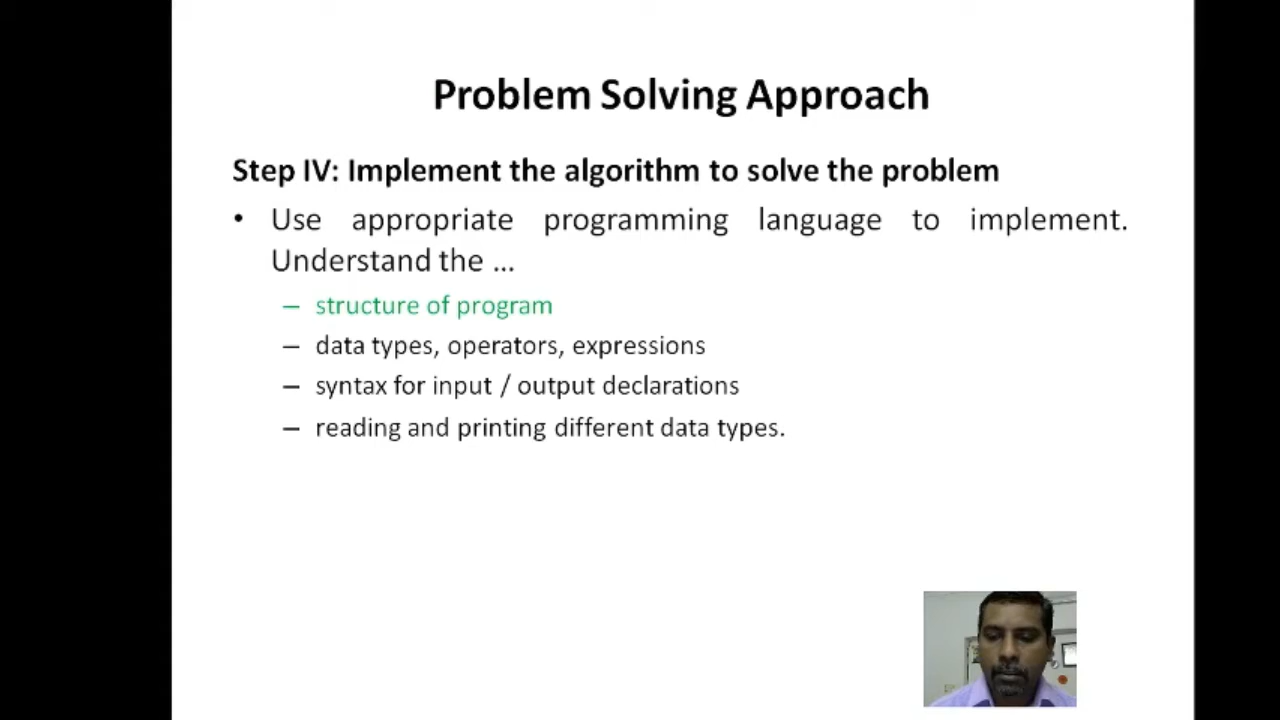 Problem Solving Approach
Step IV: Implement the algorithm to solve the problem
• Use appropriate programming language to implement.
Understand the ...
– structure of program
– data types, operators, expressions
– syntax for input / output declarations
– reading and printing different data types.